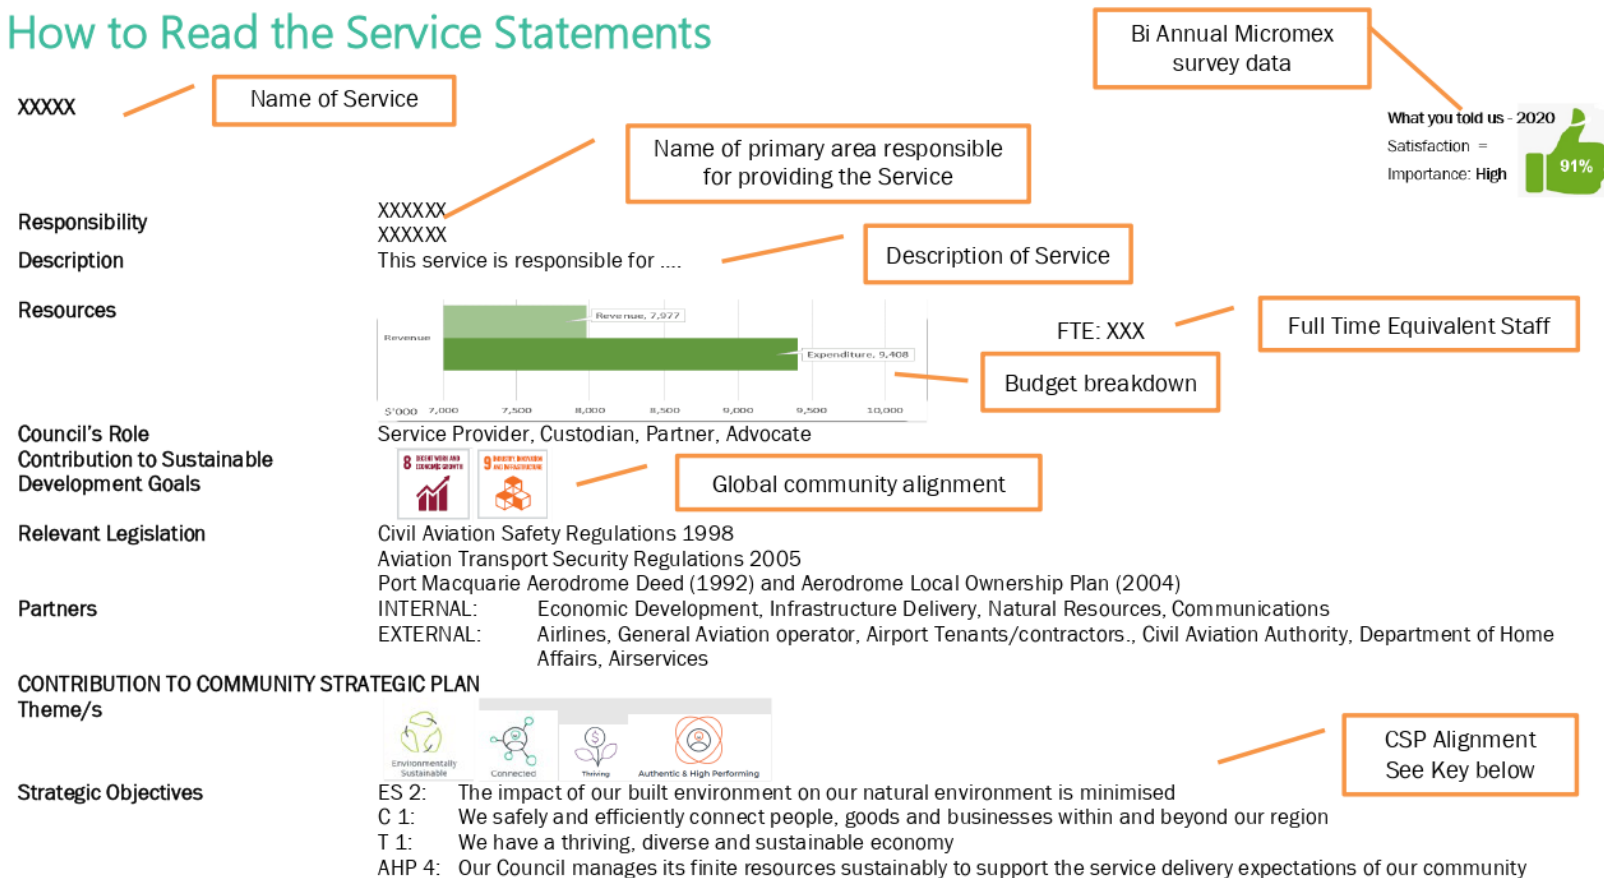 How to Read the Service Statements
Bi Annual Micromex
survey data
XXXXX
Name of Service
What you told us - 2020
Satisfaction =
Importance: High
91%
Name of primary area responsible
for providing the Service
Responsibility
XXXXXX
XXXXXX
Description
This service is responsible for ....
Description of Service
Resources
Revenue
Revenue, 7,977
Expenditure, 9,408
$'000 7,000 7,500 8,000 8,500 9,000 9,500 10,000
FTE: XXX
Full Time Equivalent Staff
Budget breakdown
Council's Role
Service Provider, Custodian, Partner, Advocate
Contribution to Sustainable
Development Goals
8 DECENT WORK AND
ECONOMIC GROWTH
9 INDUSTRY, INNOVATION
AND INFRASTRUCTURE
Global community alignment
Relevant Legislation
Civil Aviation Safety Regulations 1998
Aviation Transport Security Regulations 2005
Port Macquarie Aerodrome Deed (1992) and Aerodrome Local Ownership Plan (2004)
Partners
INTERNAL: Economic Development, Infrastructure Delivery, Natural Resources, Communications
EXTERNAL: Airlines, General Aviation operator, Airport Tenants/contractors., Civil Aviation Authority, Department of Home
Affairs, Airservices
CONTRIBUTION TO COMMUNITY STRATEGIC PLAN
Theme/s
Environmentally
Sustainable
Connected
Thriving
Authentic & High Performing
CSP Alignment
See Key below
Strategic Objectives
ES 2: The impact of our built environment on our natural environment is minimised
C 1: We safely and efficiently connect people, goods and businesses within and beyond our region
T 1: We have a thriving, diverse and sustainable economy
AHP 4: Our Council manages its finite resources sustainably to support the service delivery expectations of our community